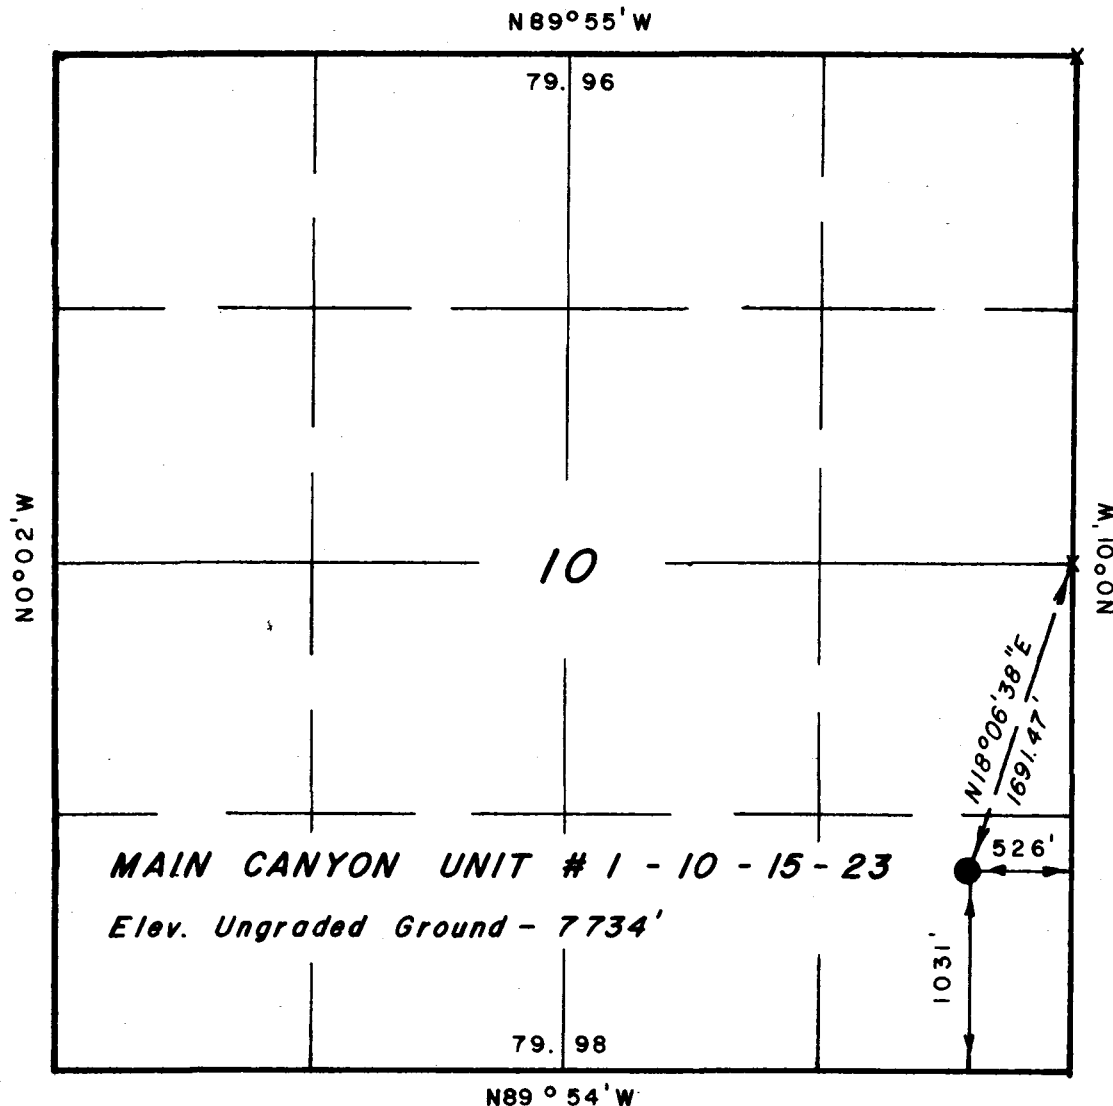 N89°55'W
79.96
N0°02'W
N0°01'W
10
N18°06'38"E
1691.47'
526'
MAIN CANYON UNIT # 1 - 10 - 15 - 23
Elev. Ungraded Ground - 7734'
1031'
79.98
N89°54'W